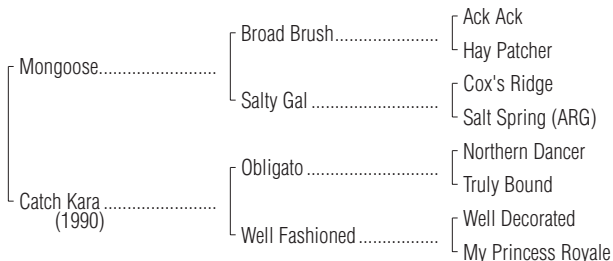 Ack Ack
Broad Brush
Hay Patcher
Mongoose
Cox's Ridge
Salty Gal
Salt Spring (ARG)
Northern Dancer
Obligato
Truly Bound
Catch Kara
(1990)
Well Decorated
Well Fashioned
My Princess Royale